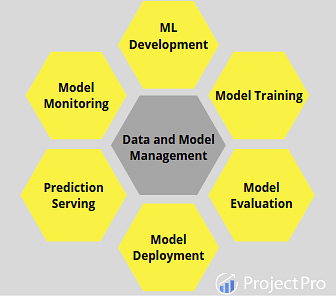 ML
Development
Model
Monitoring
Model Training
Data and Model
Management
Prediction
Serving
Model
Evaluation
Model
Deployment
ProjectPro